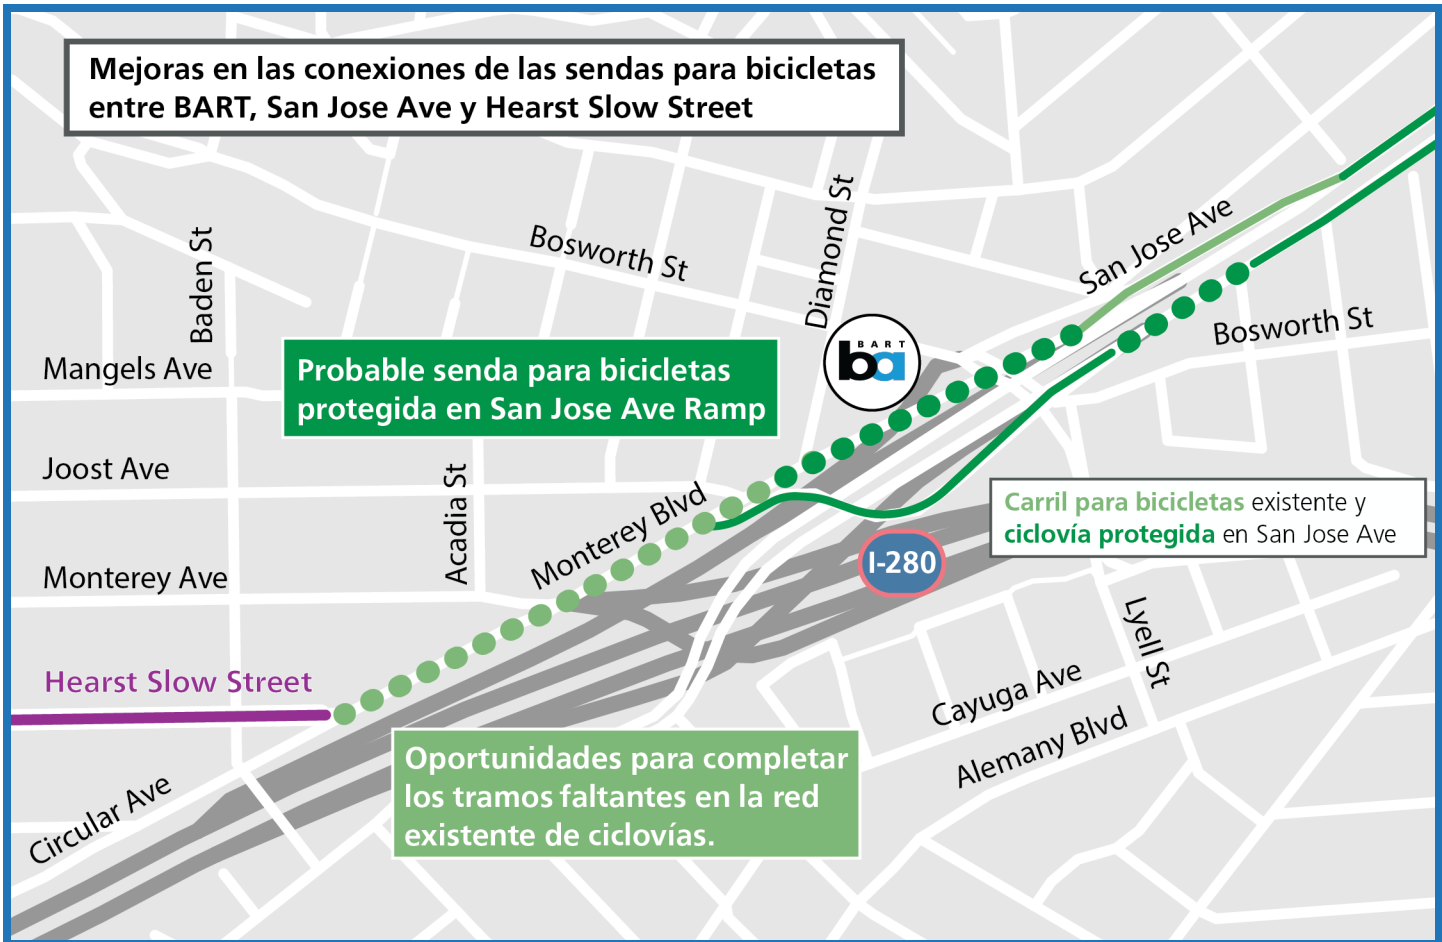 Mejoras en las conexiones de las sendas para bicicletas
entre BART, San Jose Ave y Hearst Slow Street
Diamond St
San Jose Ave
Baden St
Bosworth St
Bosworth St
BART
ba
Mangels Ave
Probable senda para bicicletas
protegida en San Jose Ave Ramp
Joost Ave
Acadia St
Monterey Blvd
Carril para bicicletas existente y
ciclovía protegida en San Jose Ave
I-280
Monterey Ave
Lyell St
Hearst Slow Street
Cayuga Ave
Alemany Blvd
Oportunidades para completar
los tramos faltantes en la red
existente de ciclovías.
Circular Ave